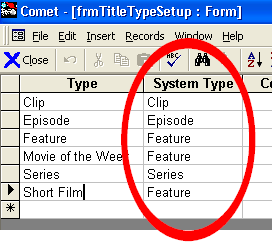 Comet - [frmTitleTypeSetup : Form]
File Edit Insert Records Window Help
Close
Type System Type
Clip Clip
Episode Episode
Feature Feature
Movie of the Week Feature
Series Series
Short Film Feature